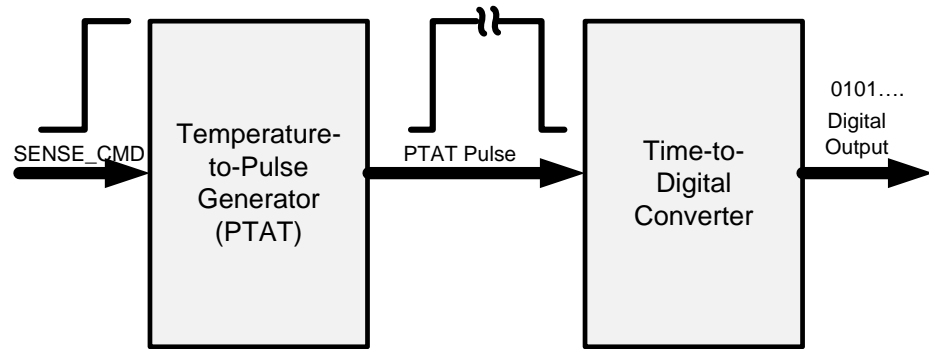 SENSE_CMD
Temperature-
to-Pulse
Generator
(PTAT)
PTAT Pulse
Time-to-
Digital
Converter
0101....
Digital
Output